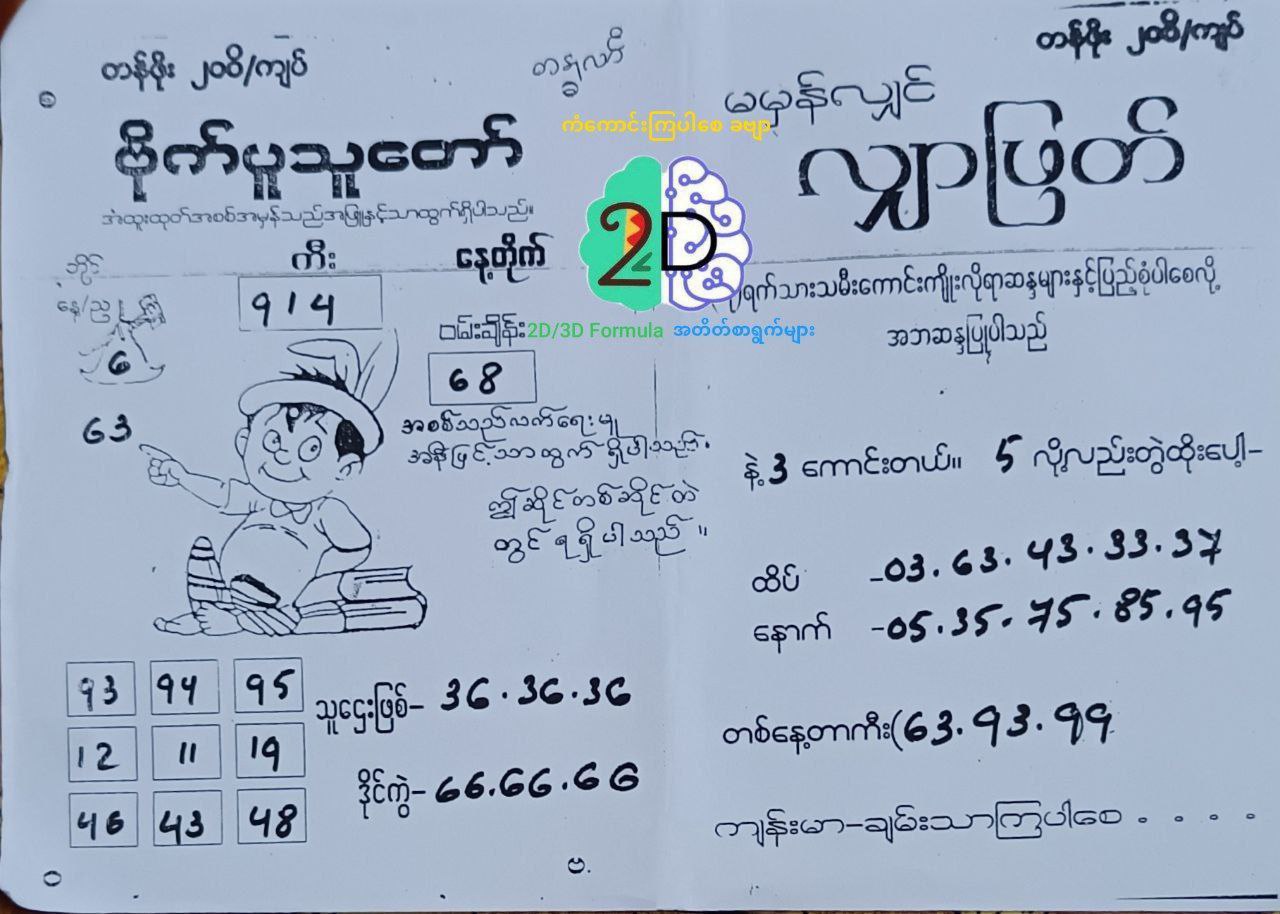 တန်ဖိုး ၂၀၀ိ/ကျပ်
ဗိုက်ပူသူတော်
အထူးထုတ်အစစ်အမှန်သည်အဖြူနှင့်သာထွက်ရှိပါသည်။
ကီး
နေ့တိုက်
ဘိုင်
နေ့/ည
914
ဝမ်းချိန်း
68
6
63
အစစ်သည်လက်ရေးမူ
အနီဖြင့်သာထွက်ရှိပါသည်။
ဤဆိုင်တစ်ဆိုင်တဲ
တွင် ရရှိပါသည်။
93 94 95
12 11 19
46 43 48
သူဌေးဖြစ်– 36.36.36
ဒိုင်ကွဲ– 66.66.66
ကံကောင်းကြပါစေ ခဗျာ
2D
2D/3D Formula အတိတ်စာရွက်များ
တန်ဖိုး ၂၀၀ိ/ကျပ်
မမှန်လျှင်
လျှာဖြတ်
ရက်သားသမီးကောင်းကျိုးလိုရာဆန္ဒများနှင့်ပြည့်စုံပါစေလို့
အဘဆန္ဒပြုပါသည်
နဲ့ 3 ကောင်းတယ်။ 5 လို့လည်းတွဲထိုးပေါ့–
ထိပ် -03.63.43.33.37
နောက် -05.35.75.85.95
တစ်နေ့တာကီး(63.93.99
ကျန်းမာ–ချမ်းသာကြပါစေ . . . .